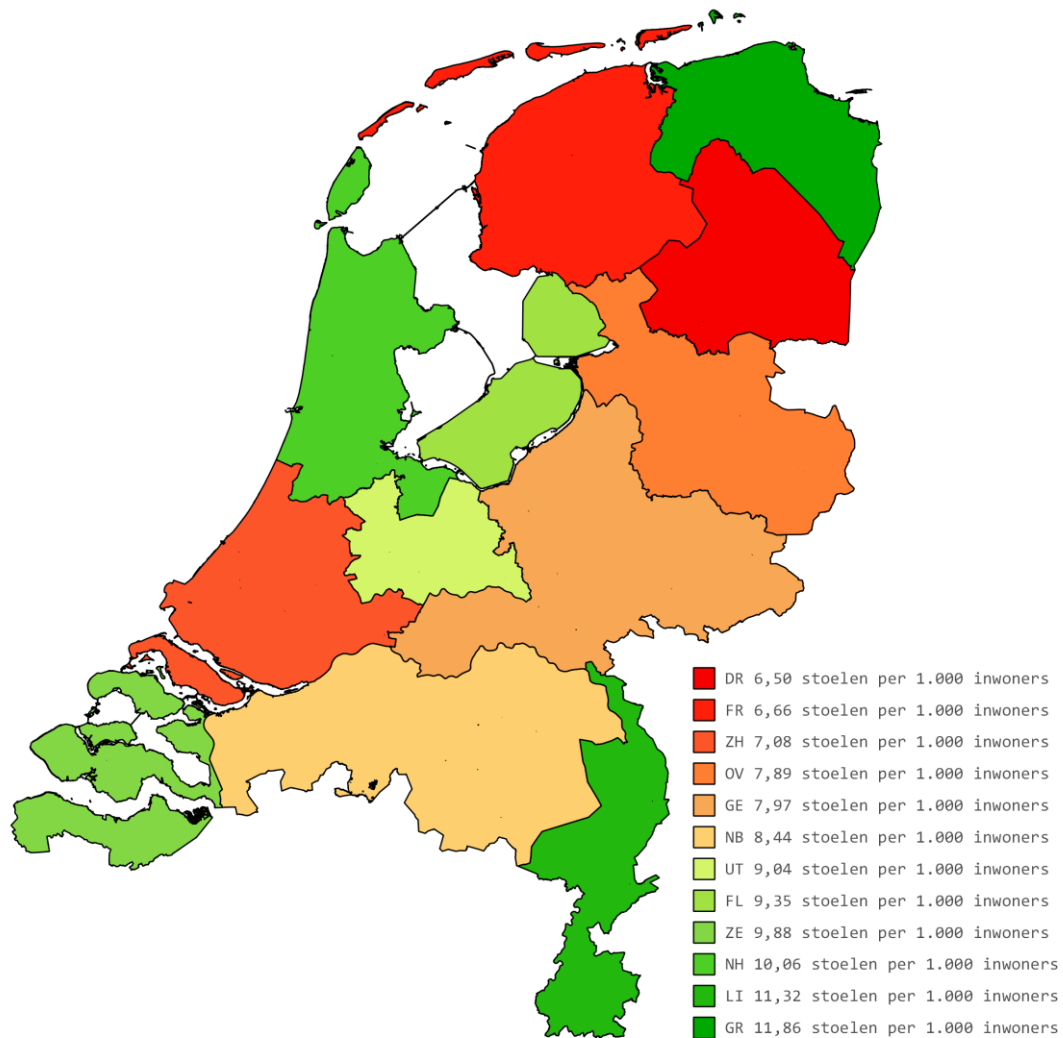 DR 6,50 stoelen per 1.000 inwoners
FR 6,66 stoelen per 1.000 inwoners
ZH 7,08 stoelen per 1.000 inwoners
OV 7,89 stoelen per 1.000 inwoners
GE 7,97 stoelen per 1.000 inwoners
NB 8,44 stoelen per 1.000 inwoners
UT 9,04 stoelen per 1.000 inwoners
FL 9,35 stoelen per 1.000 inwoners
ZE 9,88 stoelen per 1.000 inwoners
NH 10,06 stoelen per 1.000 inwoners
LI 11,32 stoelen per 1.000 inwoners
GR 11,86 stoelen per 1.000 inwoners